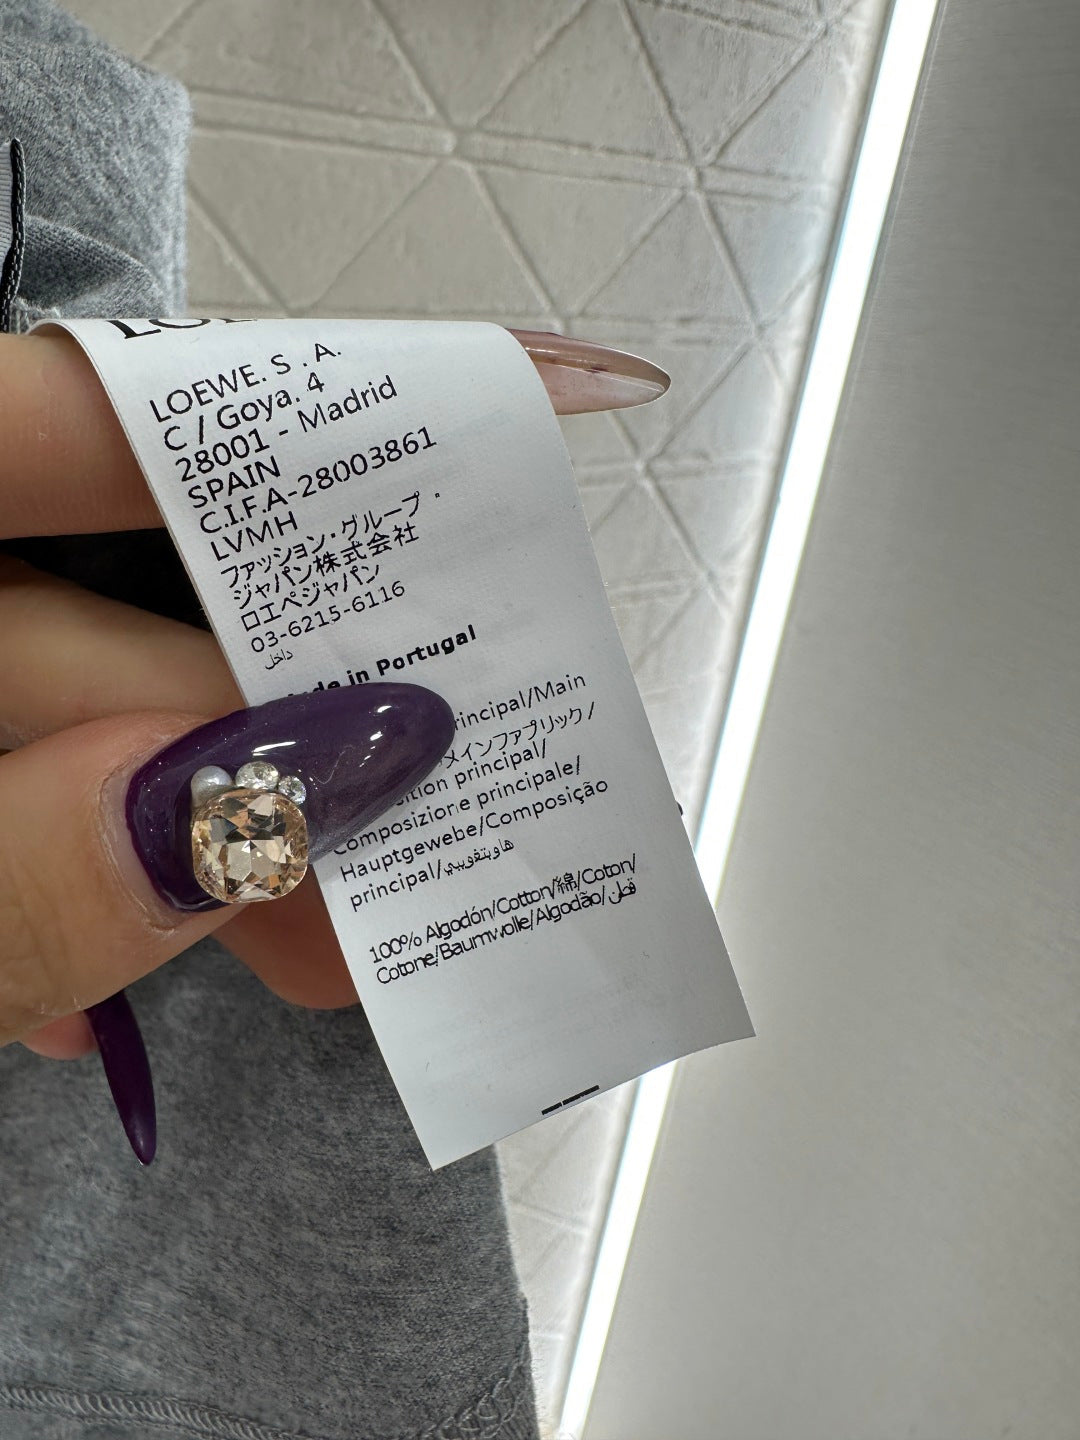 LOEWE. S . A.
C / Goya. 4
28001 - Madrid
SPAIN
C.I.F.A-28003861
LVMH
ファッション・グループ・
ジャパン株式会社
ロエベジャパン
03-6215-6116
داخل
in Portugal
principal/Main
メインファブリック/
principal/
Composizione principale/
Hauptgewebe/Composição
principal/
100% Algodón/Cotton/綿/Coton/
Cotone/Baumwolle/Algodão/قطن